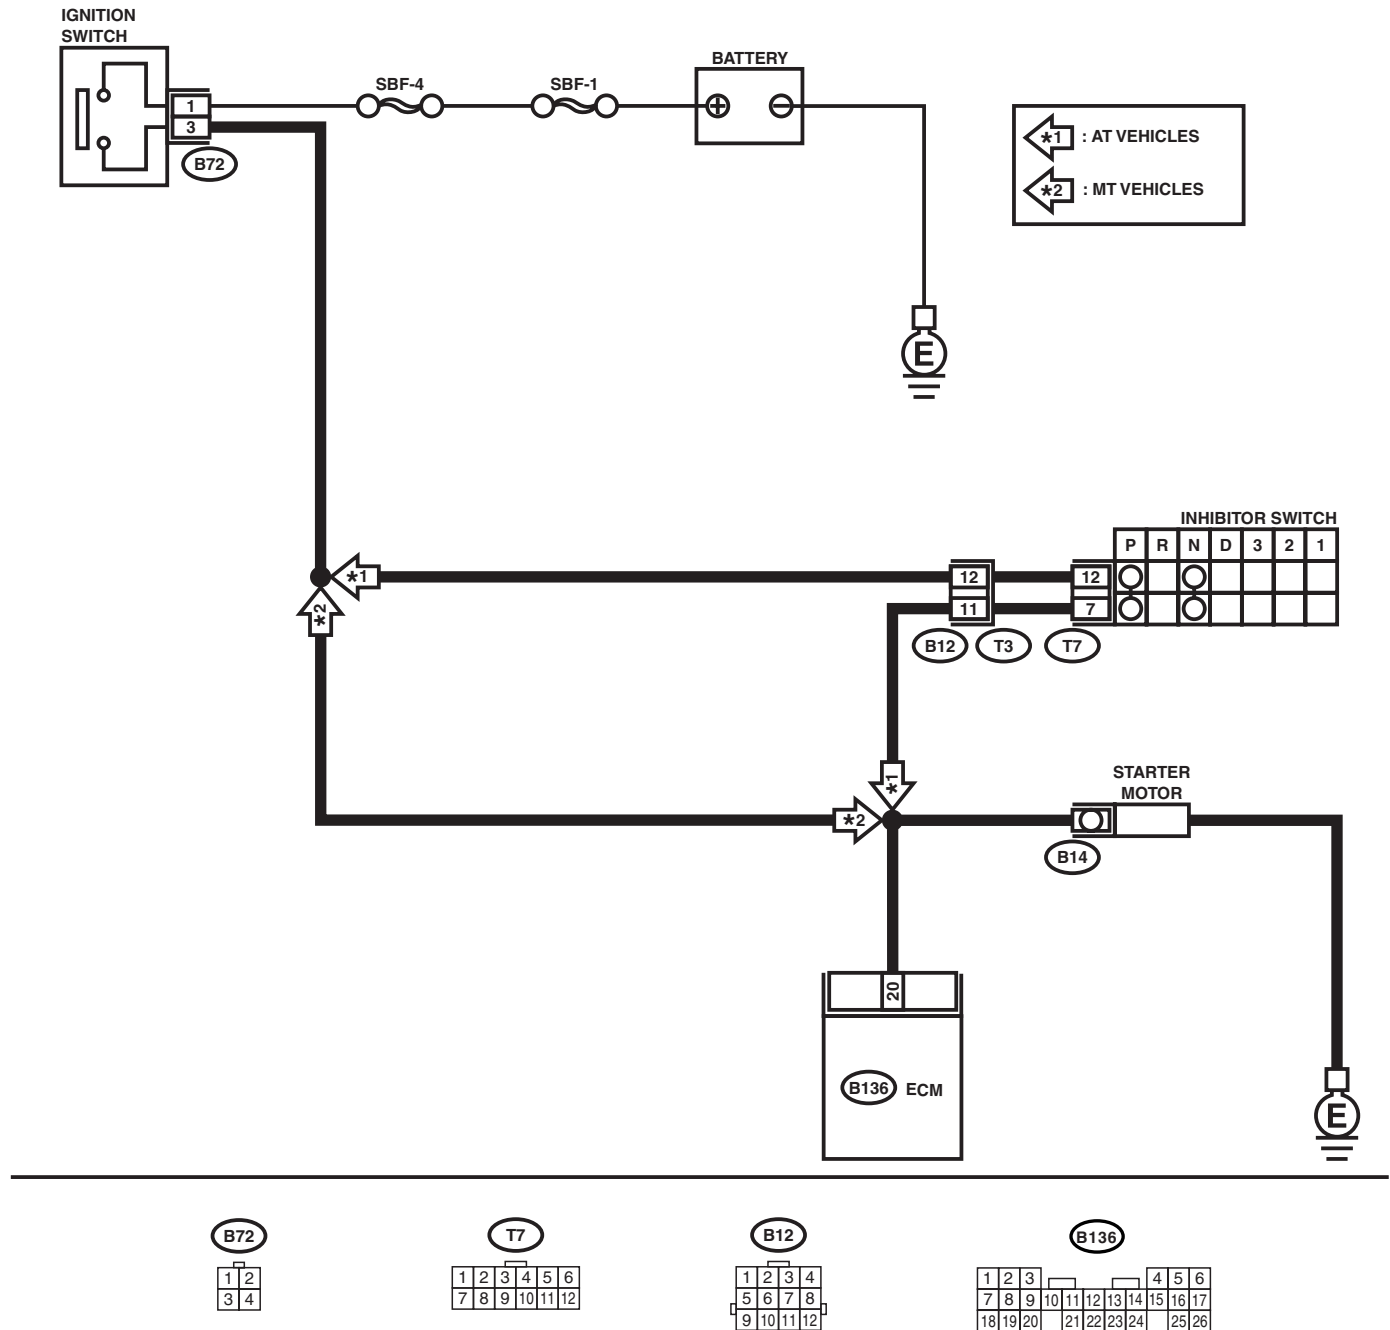 IGNITION
SWITCH
BATTERY
SBF-4
SBF-1
1
3
B72
*1 : AT VEHICLES
*2 : MT VEHICLES
E
INHIBITOR SWITCH
P R N D 3 2 1
*1
12
12
11
7
B12
T3
T7
*2
*1
STARTER
MOTOR
*2
B14
20
B136 ECM
E
B72
T7
B12
B136
1 2
3 4
1 2 3 4 5 6
7 8 9 10 11 12
1 2 3 4
5 6 7 8
9 10 11 12
1 2 3 4 5 6
7 8 9 10 11 12 13 14 15 16 17
18 19 20 21 22 23 24 25 26